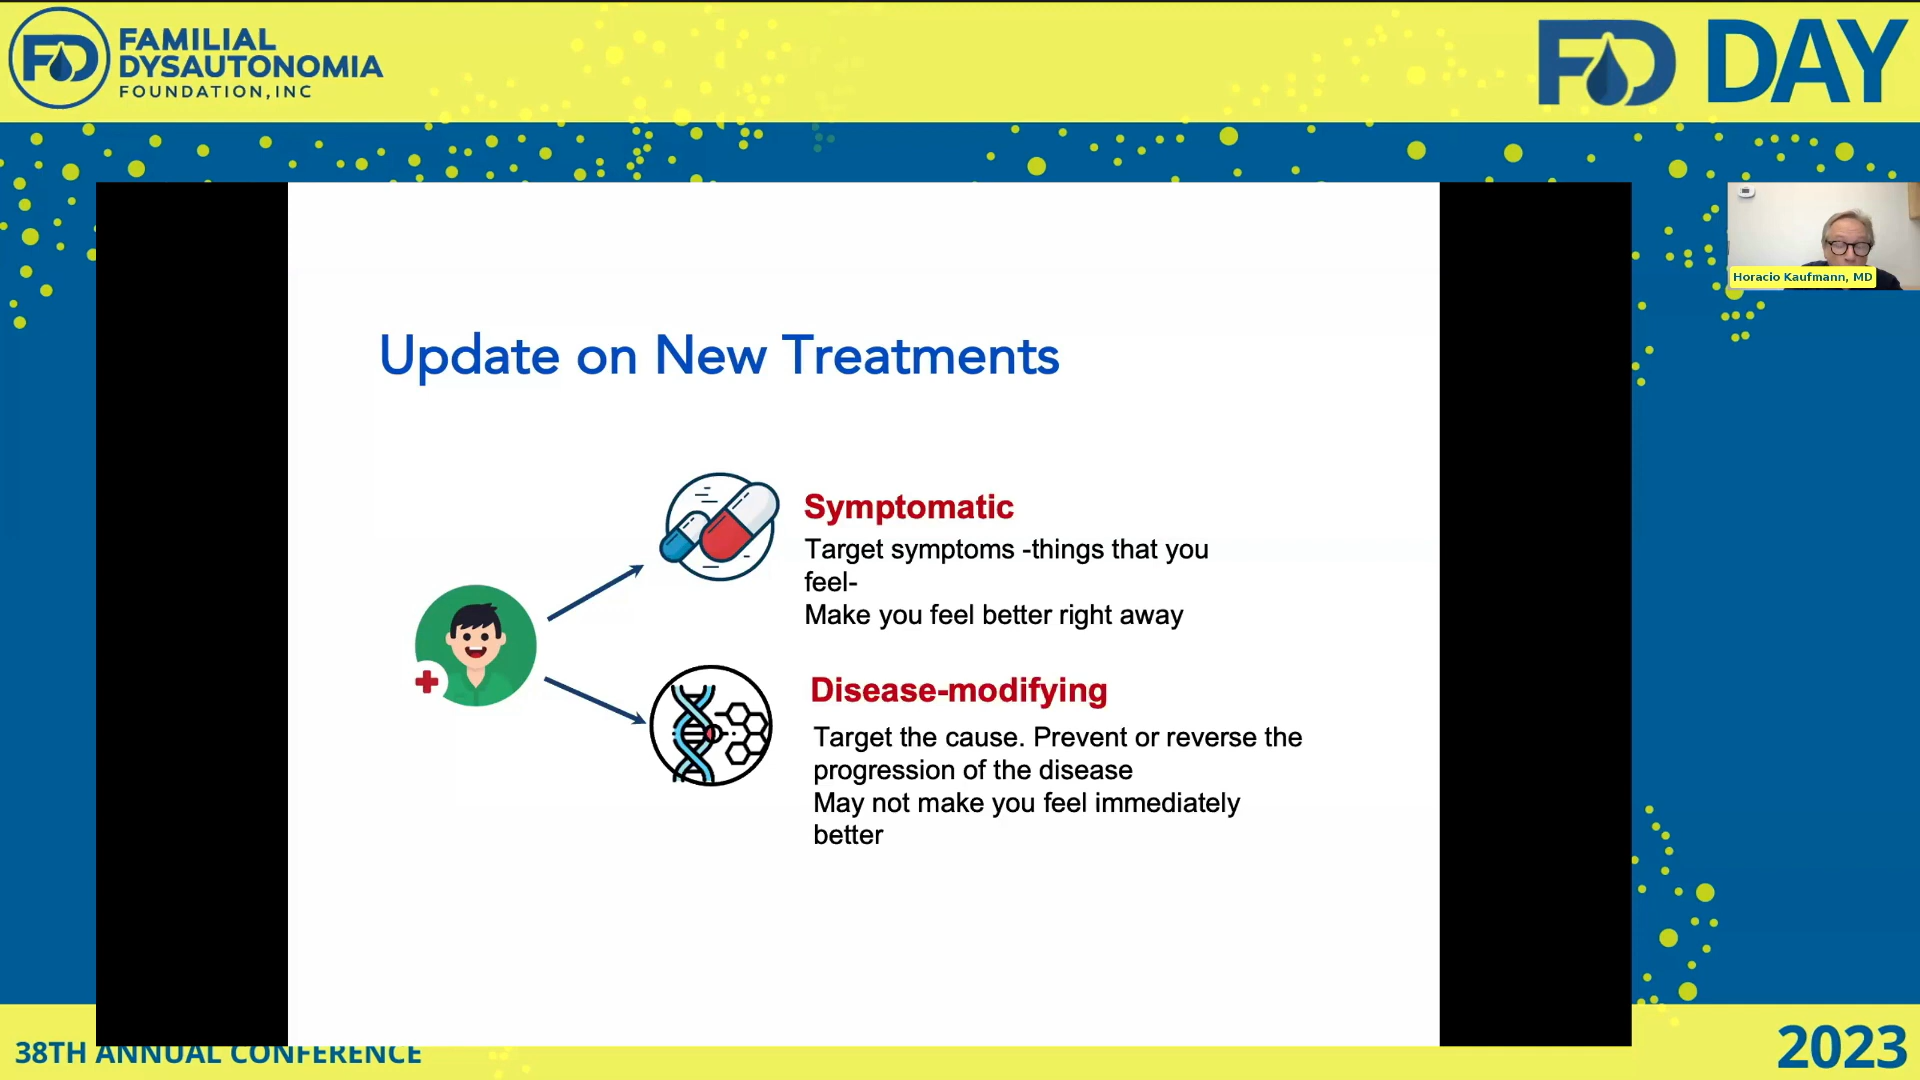 FAMILIAL
DYSAUTONOMIA
FOUNDATION, INC
FD
FD DAY
Horacio Kaufmann, MD
Update on New Treatments
Symptomatic
Target symptoms -things that you
feel-
Make you feel better right away
Disease-modifying
Target the cause. Prevent or reverse the
progression of the disease
May not make you feel immediately
better
38TH ANNUAL CONFERENCE
2023